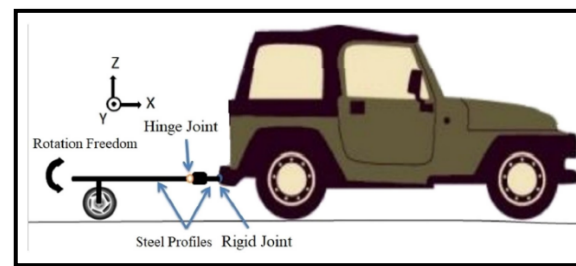 Z
X
Y
Hinge Joint
Rotation Freedom
Steel Profiles
Rigid Joint